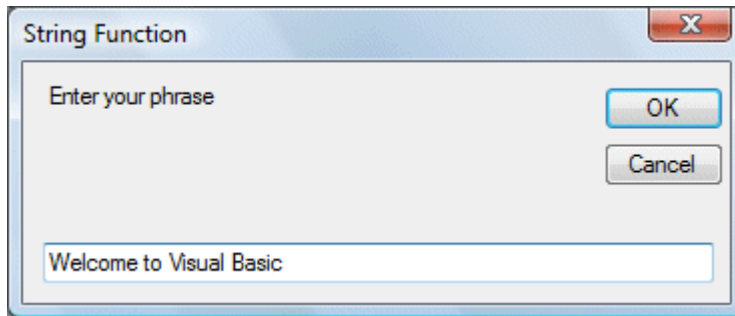 String Function
Enter your phrase
OK
Cancel
Welcome to Visual Basic